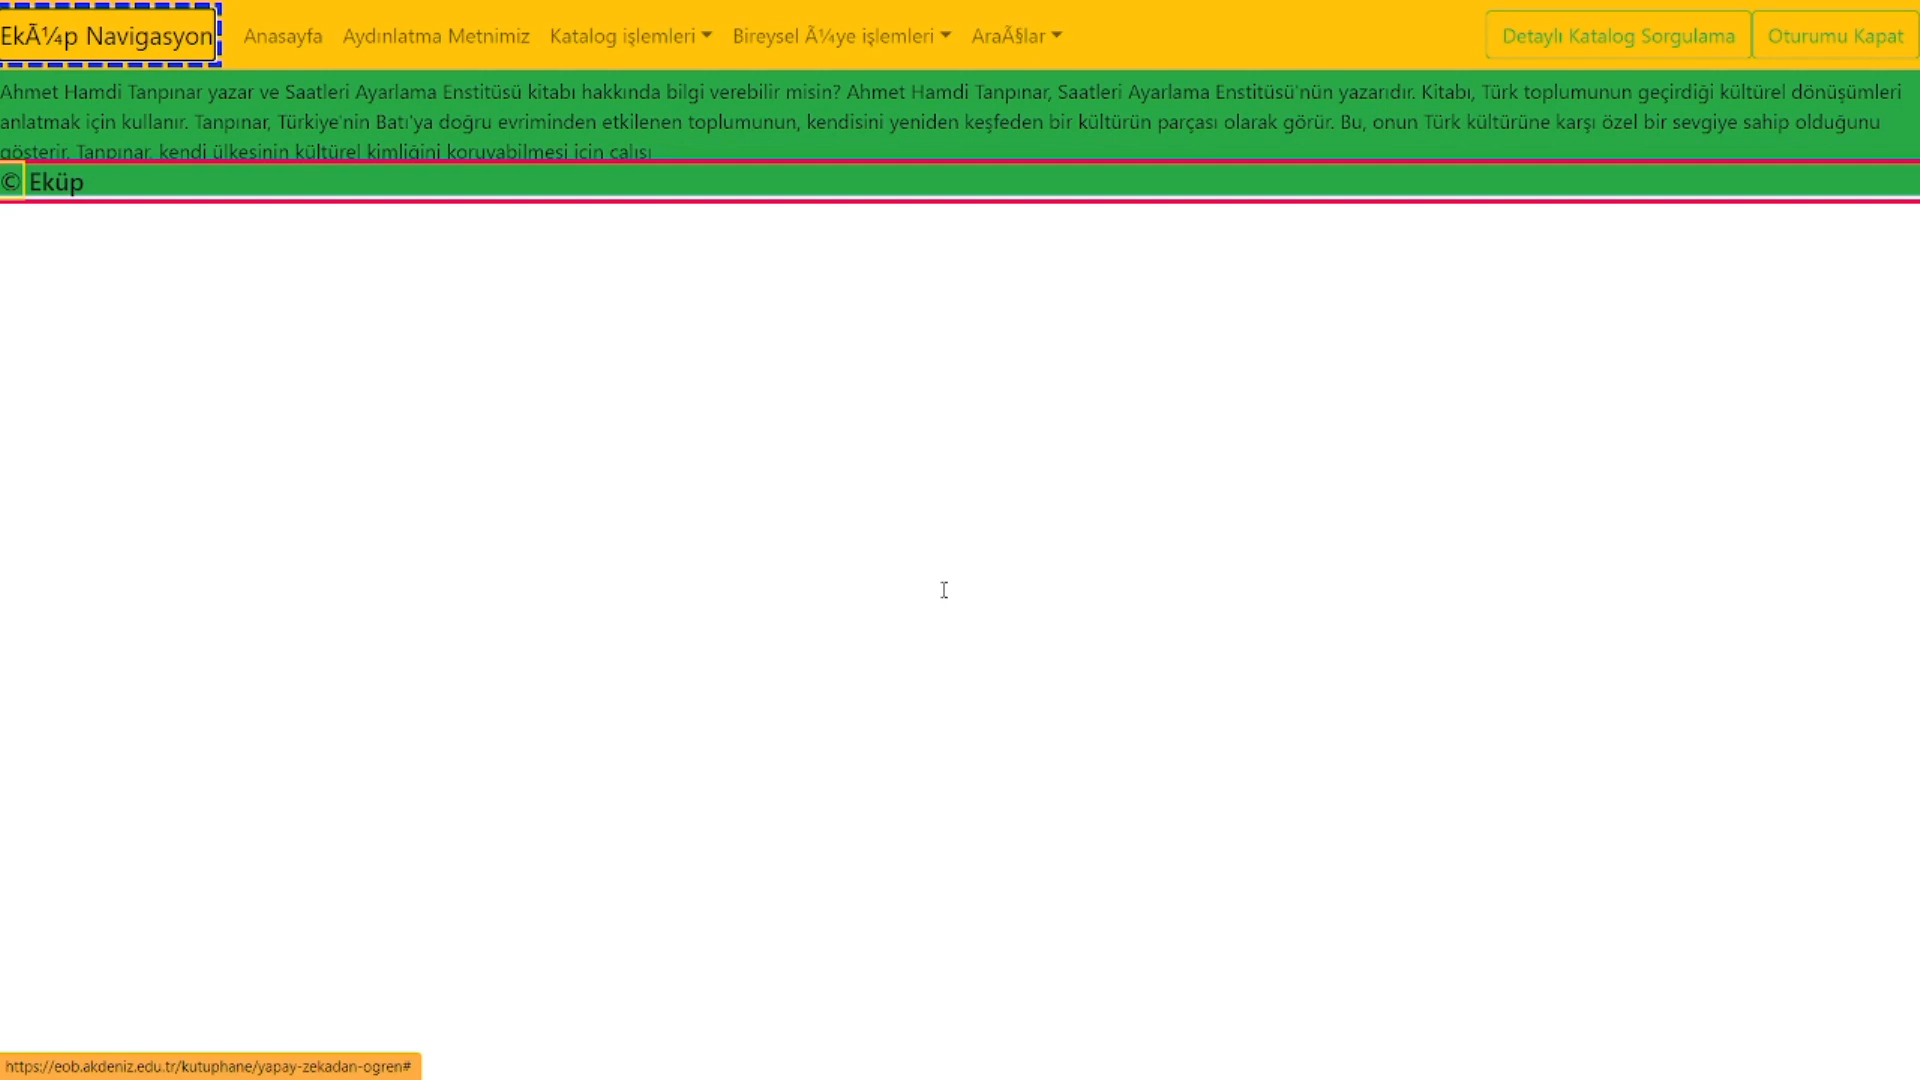 EkÃ¼p Navigasyon Anasayfa Aydınlatma Metnimiz Katalog işlemleri Bireysel Ã¼ye işlemleri AraÃ§lar Detaylı Katalog Sorgulama Oturumu Kapat
Ahmet Hamdi Tanpınar yazar ve Saatleri Ayarlama Enstitüsü kitabı hakkında bilgi verebilir misin? Ahmet Hamdi Tanpınar, Saatleri Ayarlama Enstitüsü'nün yazarıdır. Kitabı, Türk toplumunun geçirdiği kültürel dönüşümleri
anlatmak için kullanır. Tanpınar, Türkiye'nin Batı'ya doğru evriminden etkilenen toplumunun, kendisini yeniden keşfeden bir kültürün parçası olarak görür. Bu, onun Türk kültürüne karşı özel bir sevgiye sahip olduğunu
gösterir. Tanpınar, kendi ülkesinin kültürel kimliğini koruyabilmesi için çalışı
© Eküp
https://eob.akdeniz.edu.tr/kutuphane/yapay-zekadan-ogren#